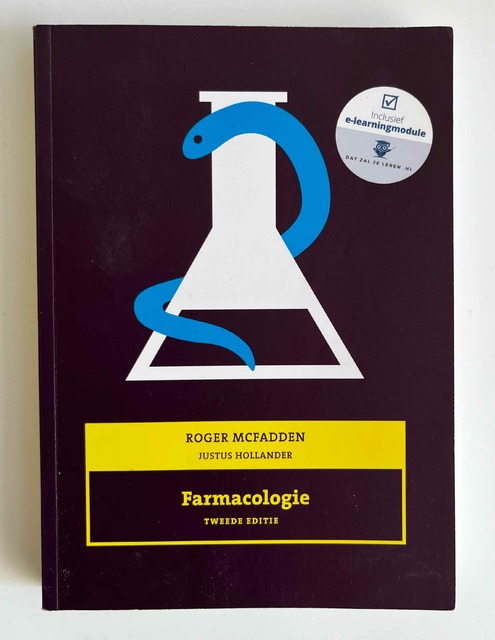 Inclusief
e-learningmodule
DAT ZAL JE LEREN .NL
ROGER MCFADDEN
JUSTUS HOLLANDER
Farmacologie
TWEEDE EDITIE